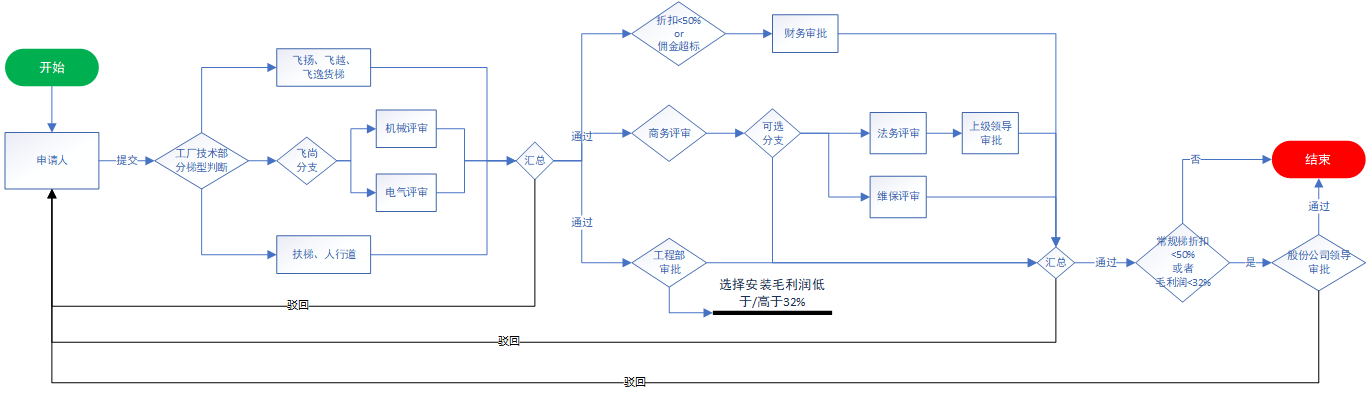 开始
申请人
提交
工厂技术部
分梯型判断
飞扬、飞越、
飞逸货梯
飞尚
分支
机械评审
电气评审
扶梯、人行道
汇总
驳回
通过
通过
折扣<50%
or
佣金超标
财务审批
商务评审
可选
分支
法务评审
上级领导
审批
维保评审
工程部
审批
选择安装毛利润低
于/高于32%
汇总
驳回
通过
常规梯折扣
<50%
或者
毛利润<32%
否
是
结束
通过
股份公司领导
审批
驳回